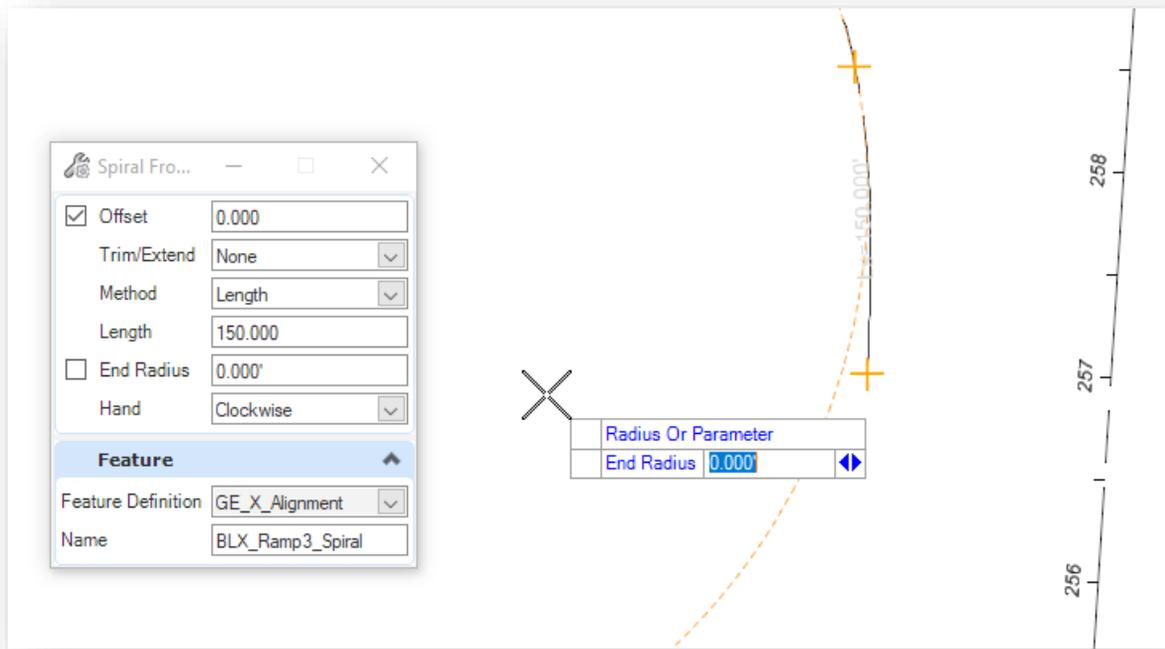 Spiral Fro...
Offset 0.000
Trim/Extend None
Method Length
Length 150.000
End Radius 0.000'
Hand Clockwise
Feature
Feature Definition GE_X_Alignment
Name BLX_Ramp3_Spiral
Radius Or Parameter
End Radius 0.000'
258
257
256